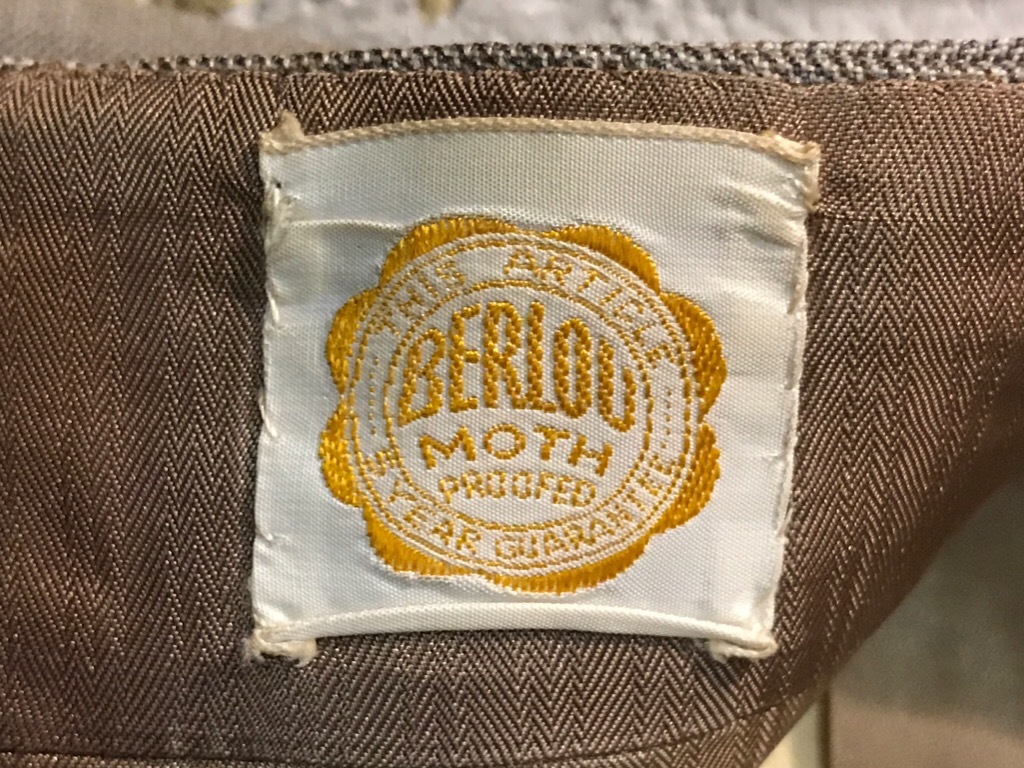 THIS ARTICLE
BERLOU
MOTH
PROOFED
5 YEAR GUARANTEE